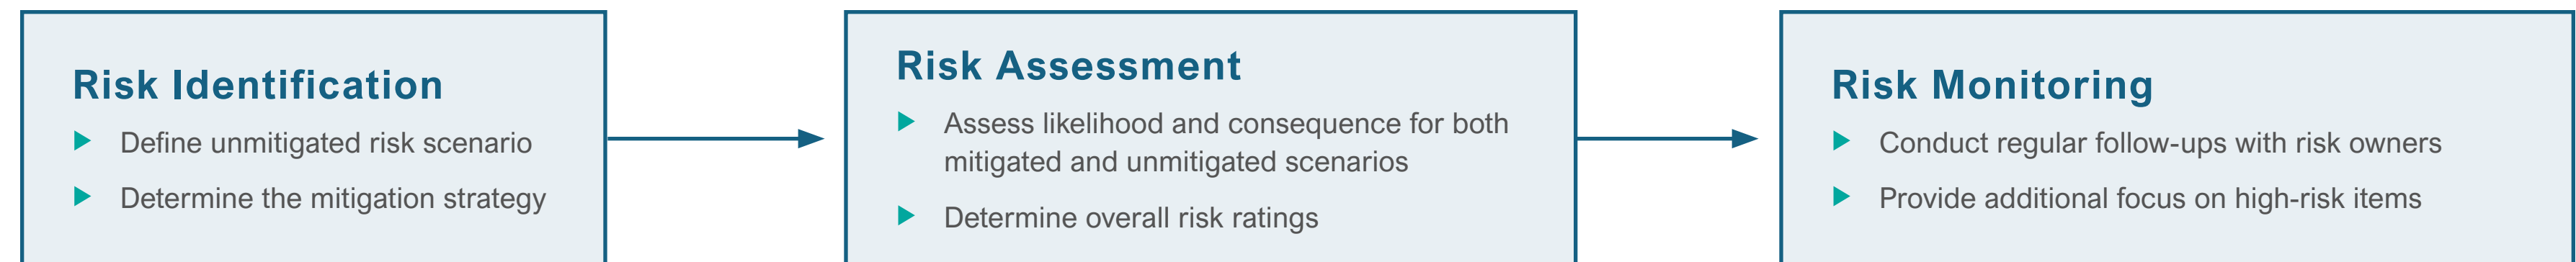 Risk Identification
Define unmitigated risk scenario
Determine the mitigation strategy
Risk Assessment
Assess likelihood and consequence for both
mitigated and unmitigated scenarios
Determine overall risk ratings
Risk Monitoring
Conduct regular follow-ups with risk owners
Provide additional focus on high-risk items